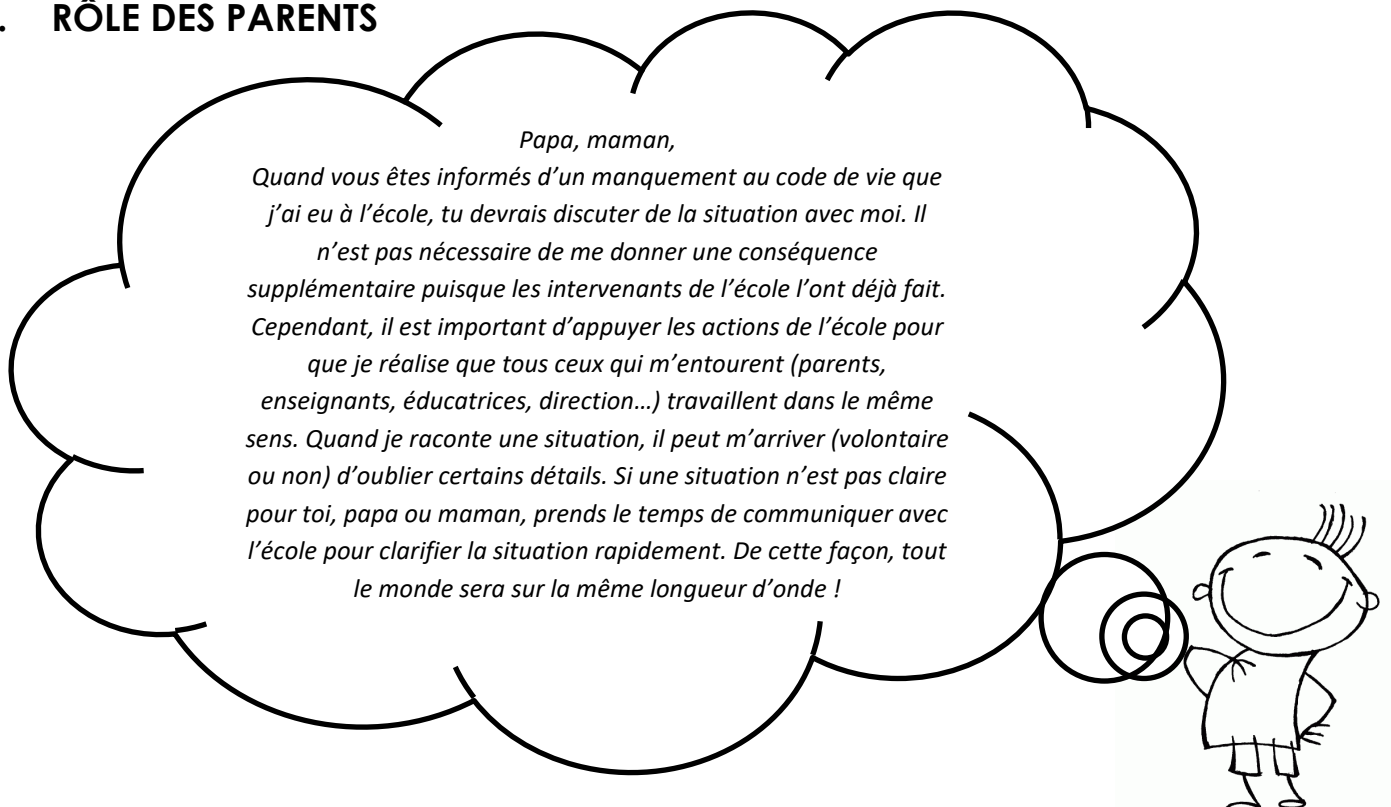 . RÔLE DES PARENTS
Papa, maman,
Quand vous êtes informés d’un manquement au code de vie que
j’ai eu à l’école, tu devrais discuter de la situation avec moi. Il
n’est pas nécessaire de me donner une conséquence
supplémentaire puisque les intervenants de l’école l’ont déjà fait.
Cependant, il est important d’appuyer les actions de l’école pour
que je réalise que tous ceux qui m’entourent (parents,
enseignants, éducatrices, direction…) travaillent dans le même
sens. Quand je raconte une situation, il peut m’arriver (volontaire
ou non) d’oublier certains détails. Si une situation n’est pas claire
pour toi, papa ou maman, prends le temps de communiquer avec
l’école pour clarifier la situation rapidement. De cette façon, tout
le monde sera sur la même longueur d’onde !